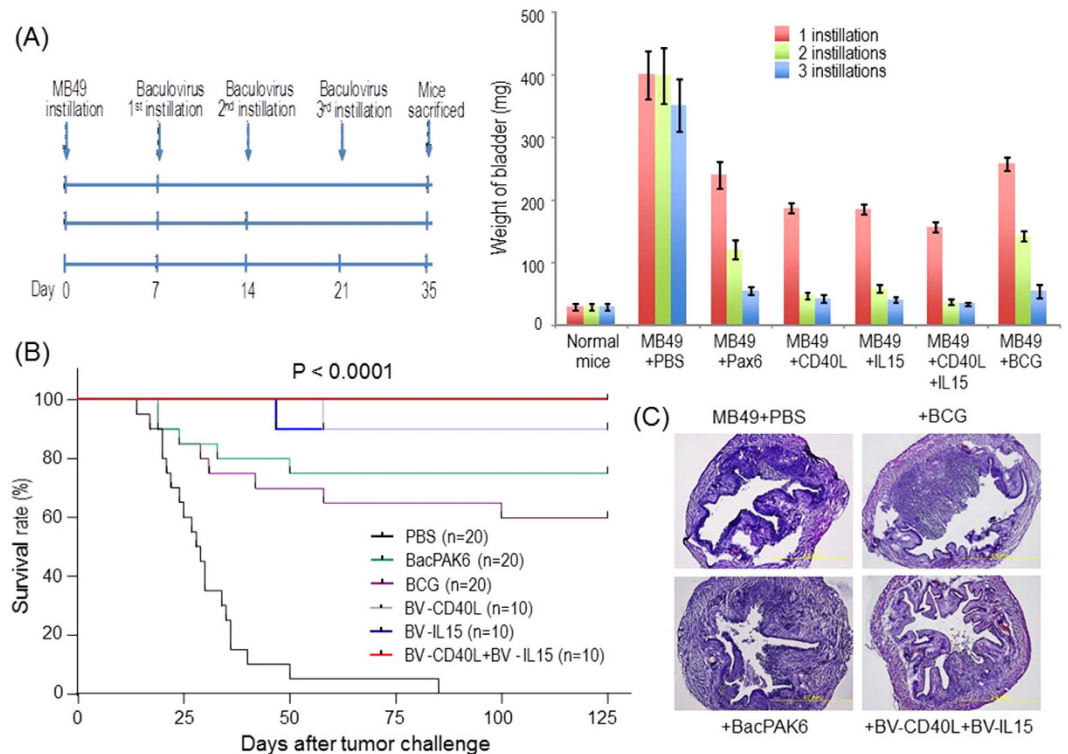 (A)
MB49
instillation
Baculovirus
1st instillation
Baculovirus
2nd instillation
Baculovirus
3rd instillation
Mice
sacrificed
Day 0 7 14 21 35
Weight of bladder (mg)
500
400
300
200
100
0
1 instillation
2 instillations
3 instillations
Normal
mice
MB49
+PBS
MB49
+Pax6
MB49
+CD40L
MB49
+IL15
MB49
+CD40L
+IL15
MB49
+BCG
(B)
P < 0.0001
Survival rate (%)
100
80
60
40
20
0
PBS (n=20)
BacPAK6 (n=20)
BCG (n=20)
BV-CD40L (n=10)
BV-IL15 (n=10)
BV-CD40L+BV-IL15 (n=10)
0 25 50 75 100 125
Days after tumor challenge
(C)
MB49+PBS
+BCG
+BacPAK6
+BV-CD40L+BV-IL15